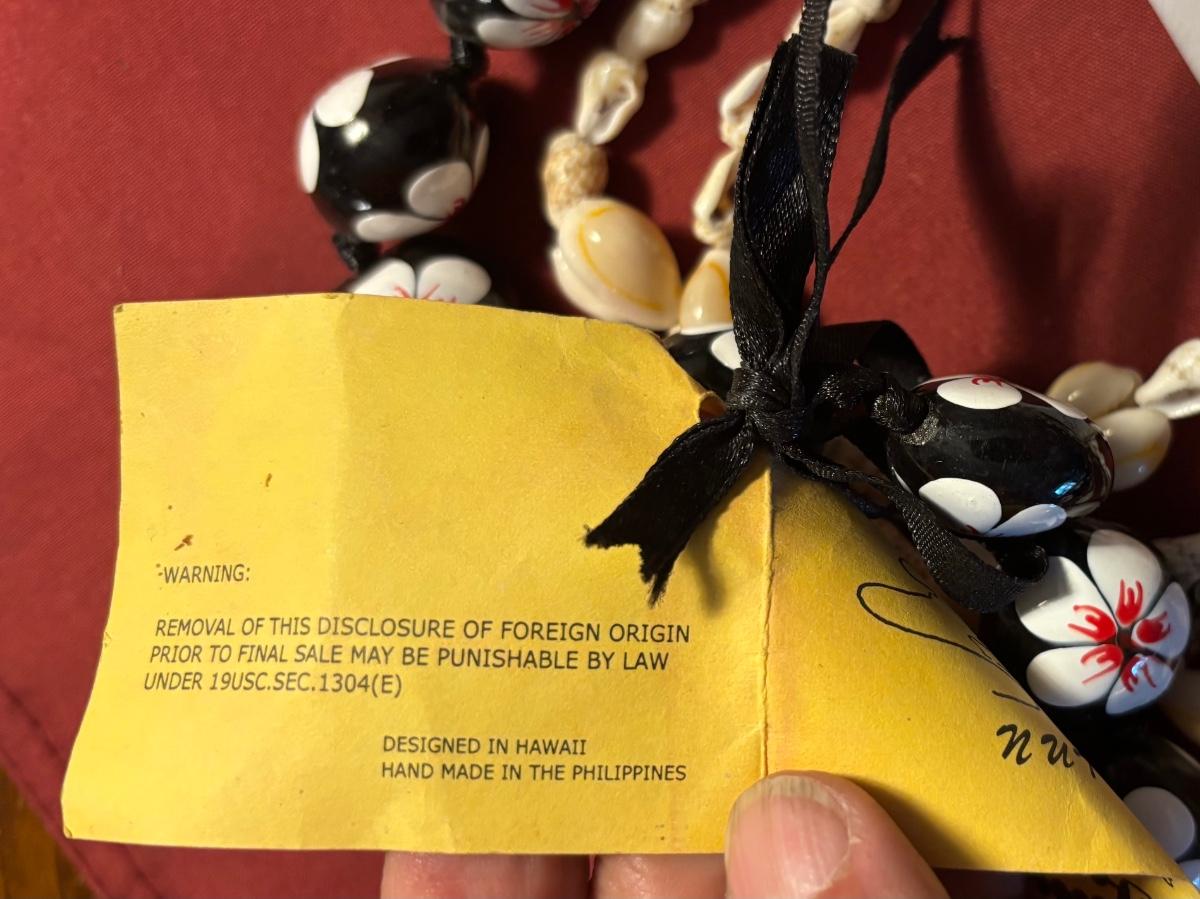 -WARNING:
REMOVAL OF THIS DISCLOSURE OF FOREIGN ORIGIN
PRIOR TO FINAL SALE MAY BE PUNISHABLE BY LAW
UNDER 19USC.SEC.1304(E)
DESIGNED IN HAWAII
HAND MADE IN THE PHILIPPINES